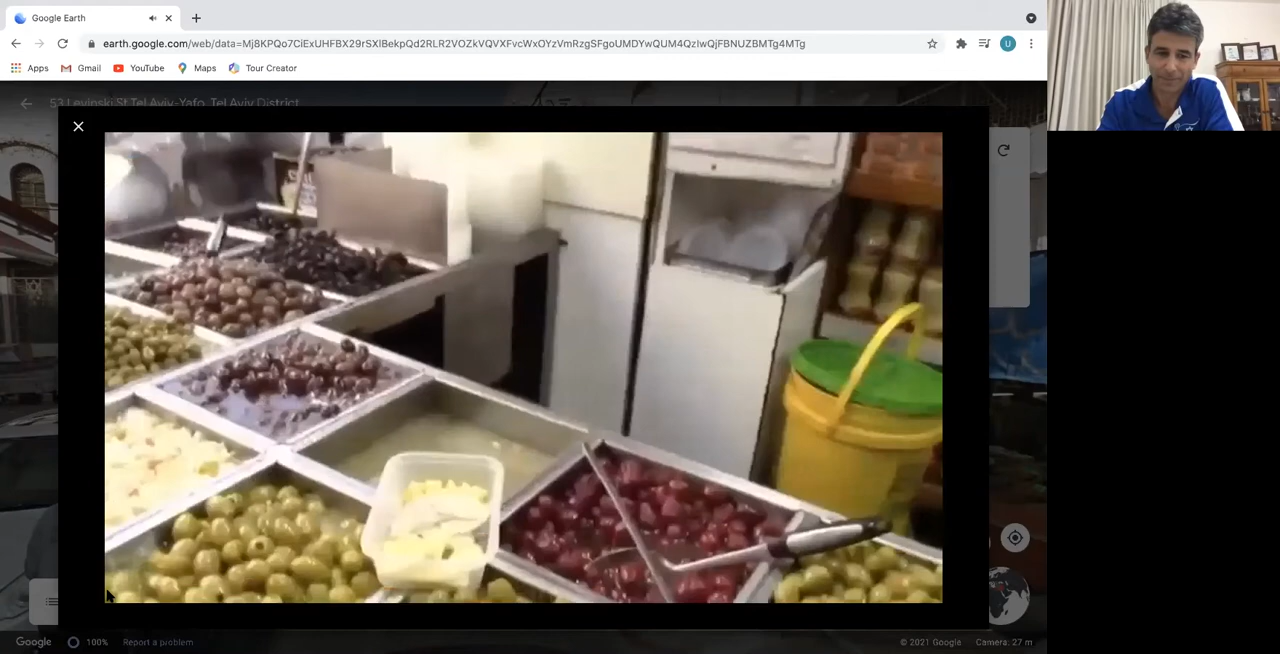 Google Earth
earth.google.com/web/data=Mj8KPQo7CiExUHFBX29rSXlBekpQd2RLR2VOZkVQVXFvcWxOYzVmRzgSFgoUMDYwQUM4QzIwQjFBNUZBMTg4MTg
Apps
Gmail
YouTube
Maps
Tour Creator
U
53 Levinski St Tel Aviv-Yafo, Tel Aviv District
Google
100%
Report a problem
© 2021 Google
Camera: 27 m